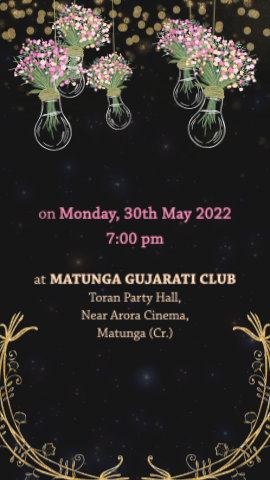 on Monday, 30th May 2022
7:00 pm
at MATUNGA GUJARATI CLUB
Toran Party Hall,
Near Arora Cinema,
Matunga (Cr.)